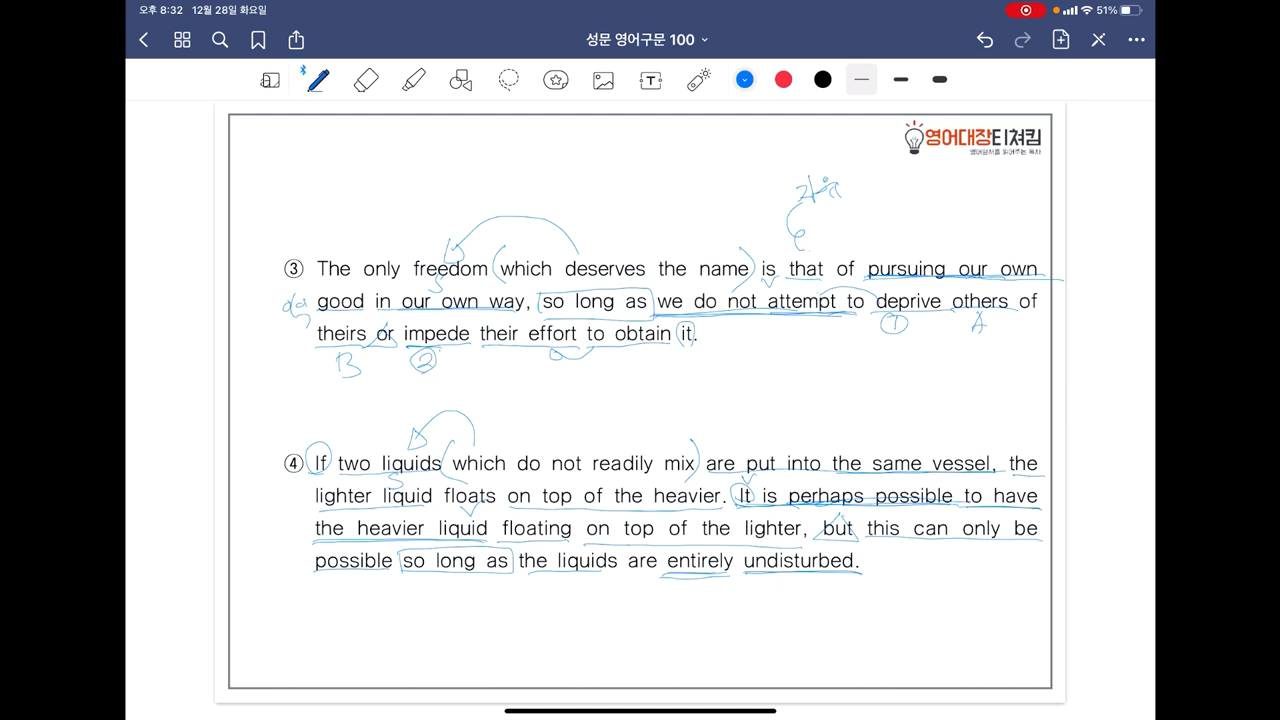 오후 8:32 12월 28일 화요일
51%
성문 영어구문 100
영어대장티쳐킴
③ The only freedom which deserves the name is that of pursuing our own
good in our own way, so long as we do not attempt to deprive others of
① A
theirs or impede their effort to obtain it.
B ②
④ If two liquids which do not readily mix are put into the same vessel, the
S V
lighter liquid floats on top of the heavier. It is perhaps possible to have
the heavier liquid floating on top of the lighter, but this can only be
possible so long as the liquids are entirely undisturbed.